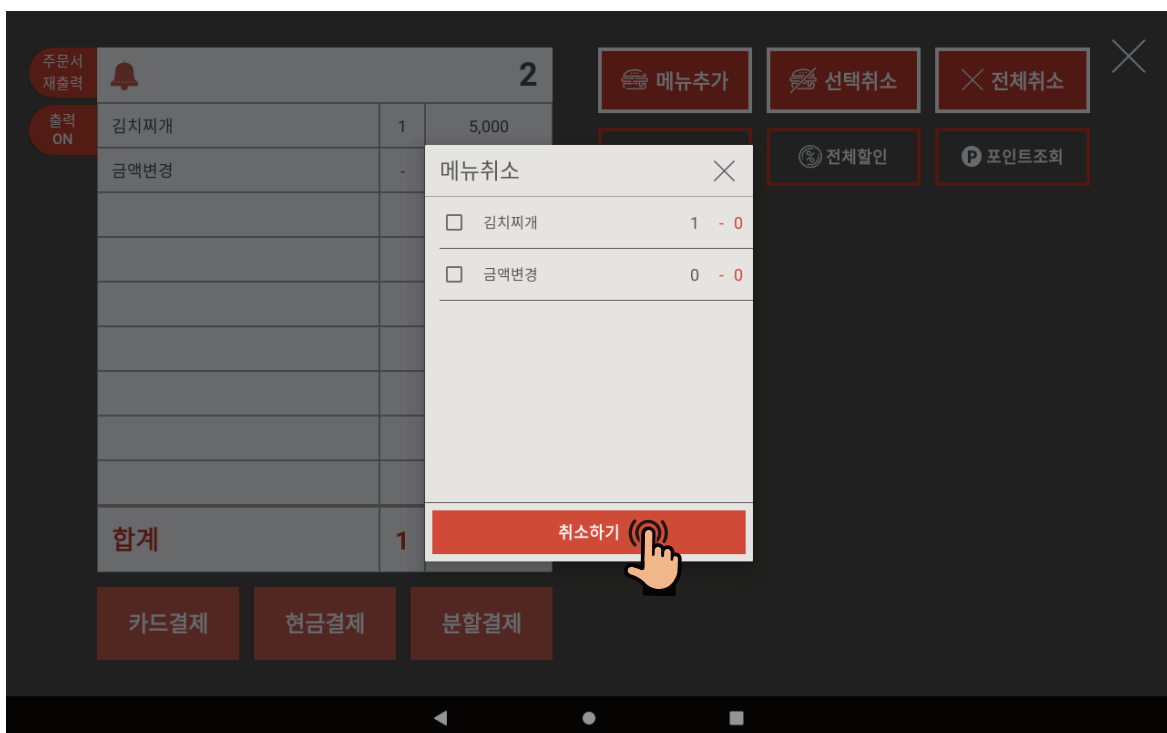 주문서
재출력
2
메뉴추가
선택취소
전체취소
출력
ON
김치찌개 1 5,000
전체할인
P 포인트조회
금액변경 -
메뉴취소
김치찌개 1 - 0
금액변경 0 - 0
취소하기
합계 1
카드결제
현금결제
분할결제